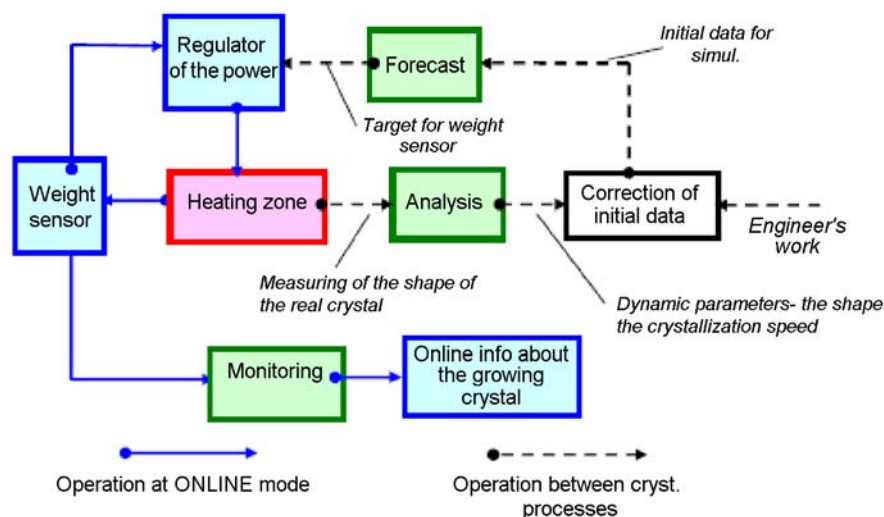 Regulator
of the power
Forecast
Initial data for
simul.
Target for weight
sensor
Weight
sensor
Heating zone
Analysis
Correction of
initial data
Engineer's
work
Measuring of the shape of
the real crystal
Dynamic parameters- the shape
the crystallization speed
Monitoring
Online info about
the growing
crystal
Operation at ONLINE mode
Operation between cryst.
processes